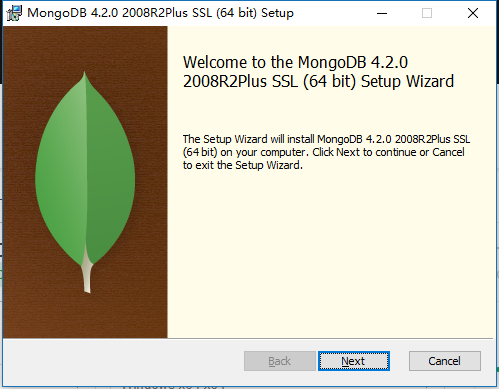 MongoDB 4.2.0 2008R2Plus SSL (64 bit) Setup
Welcome to the MongoDB 4.2.0
2008R2Plus SSL (64 bit) Setup Wizard
The Setup Wizard will install MongoDB 4.2.0 2008R2Plus SSL
(64 bit) on your computer. Click Next to continue or Cancel
to exit the Setup Wizard.
Back Next Cancel